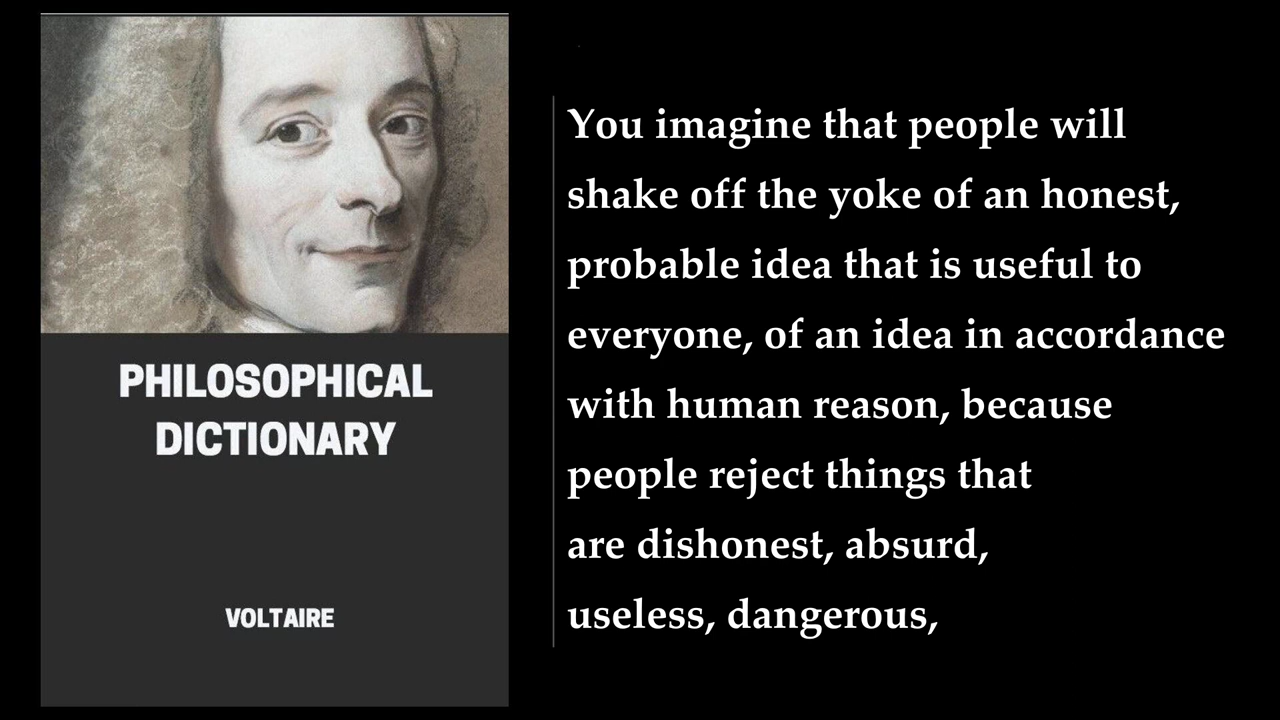 PHILOSOPHICAL
DICTIONARY
VOLTAIRE
You imagine that people will
shake off the yoke of an honest,
probable idea that is useful to
everyone, of an idea in accordance
with human reason, because
people reject things that
are dishonest, absurd,
useless, dangerous,